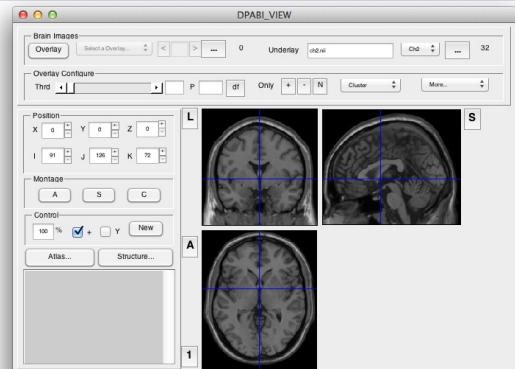 DPABI_VIEW
Brain Images
Overlay Select a Overlay... < > ... 0 Underlay ch2.nii Ch2 ... 32
Overlay Configure
Thrd P df Only + - N Cluster More...
Position
X 0 Y 0 Z 0
I 91 J 126 K 72
Montage
A S C
Control
100 % + Y New
Atlas... Structure...
L
S
A
1